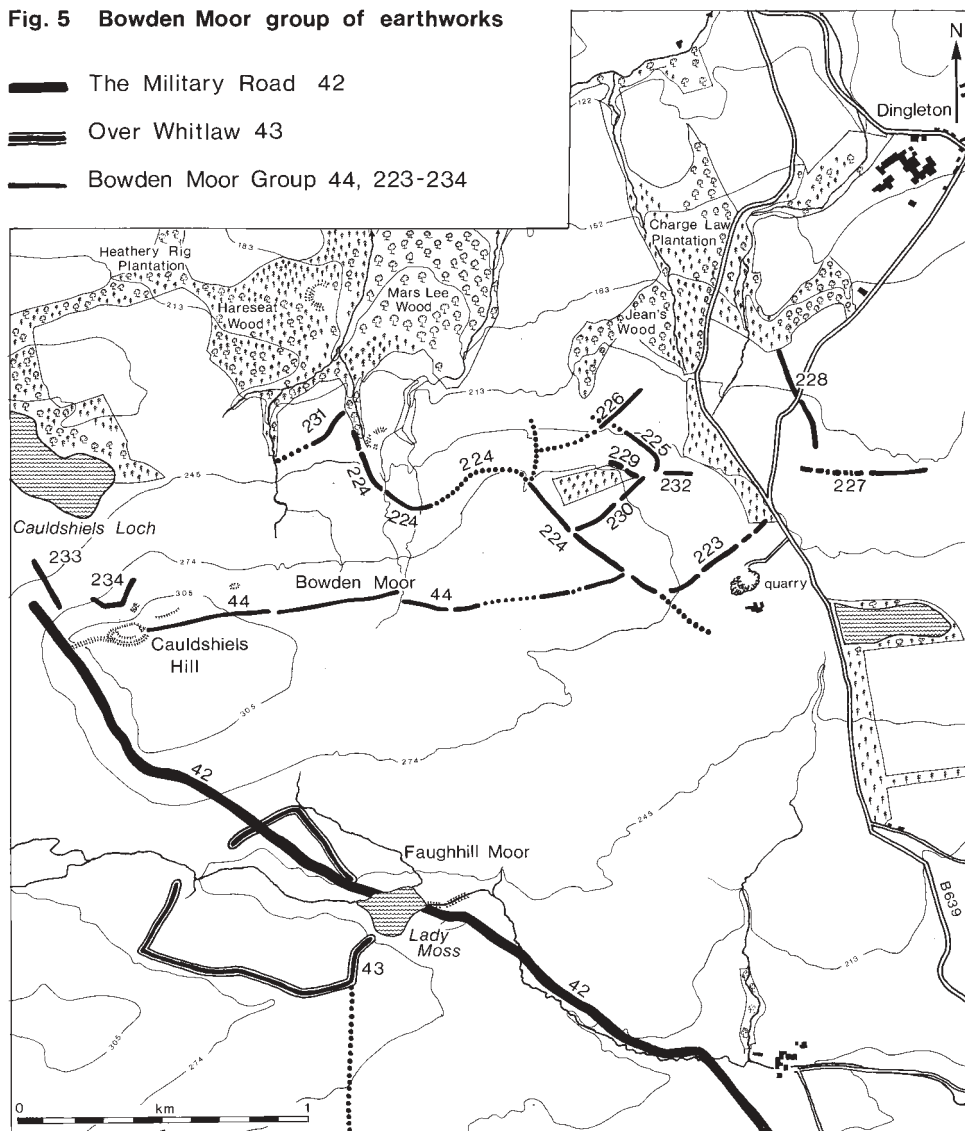 Fig. 5 Bowden Moor group of earthworks
The Military Road 42
Over Whitlaw 43
Bowden Moor Group 44, 223-234
N
Dingleton
122
152
Charge Law
Plantation
183
Heathery Rig
Plantation
213
Hareseat
Wood
Mars Lee
Wood
183
Jean's
Wood
213
228
226
231
225
224
229
232
227
245
224
224
230
224
223
Cauldshiels Loch
233
274
234
305
Bowden Moor
44
44
quarry
Cauldshiels
Hill
305
274
42
245
Faughhill Moor
B639
Lady
Moss
43
213
42
305
274
0 km 1